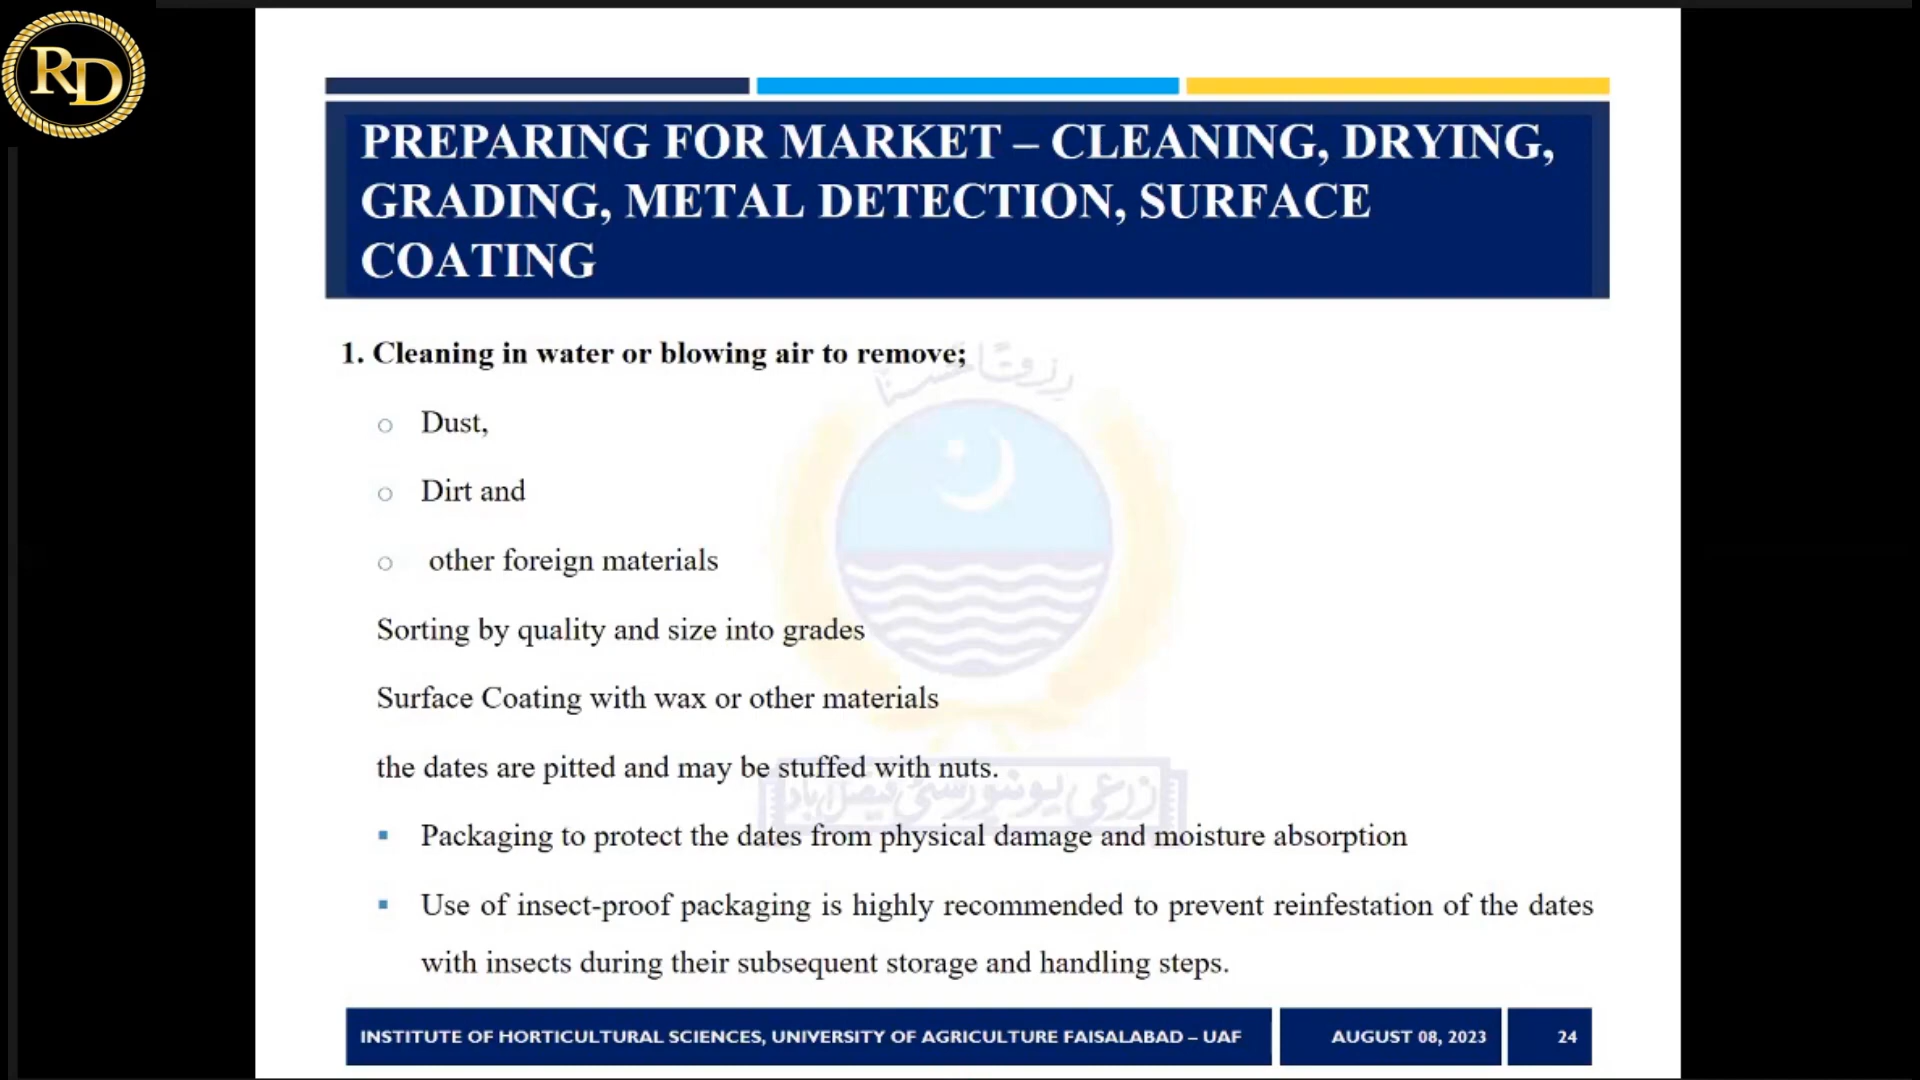 RD
PREPARING FOR MARKET – CLEANING, DRYING,
GRADING, METAL DETECTION, SURFACE
COATING
1. Cleaning in water or blowing air to remove;
Dust,
Dirt and
other foreign materials
Sorting by quality and size into grades
Surface Coating with wax or other materials
the dates are pitted and may be stuffed with nuts.
زرعی یونیورسٹی فیصل آباد
▪ Packaging to protect the dates from physical damage and moisture absorption
▪ Use of insect-proof packaging is highly recommended to prevent reinfestation of the dates
with insects during their subsequent storage and handling steps.
INSTITUTE OF HORTICULTURAL SCIENCES, UNIVERSITY OF AGRICULTURE FAISALABAD – UAF
AUGUST 08, 2023
24